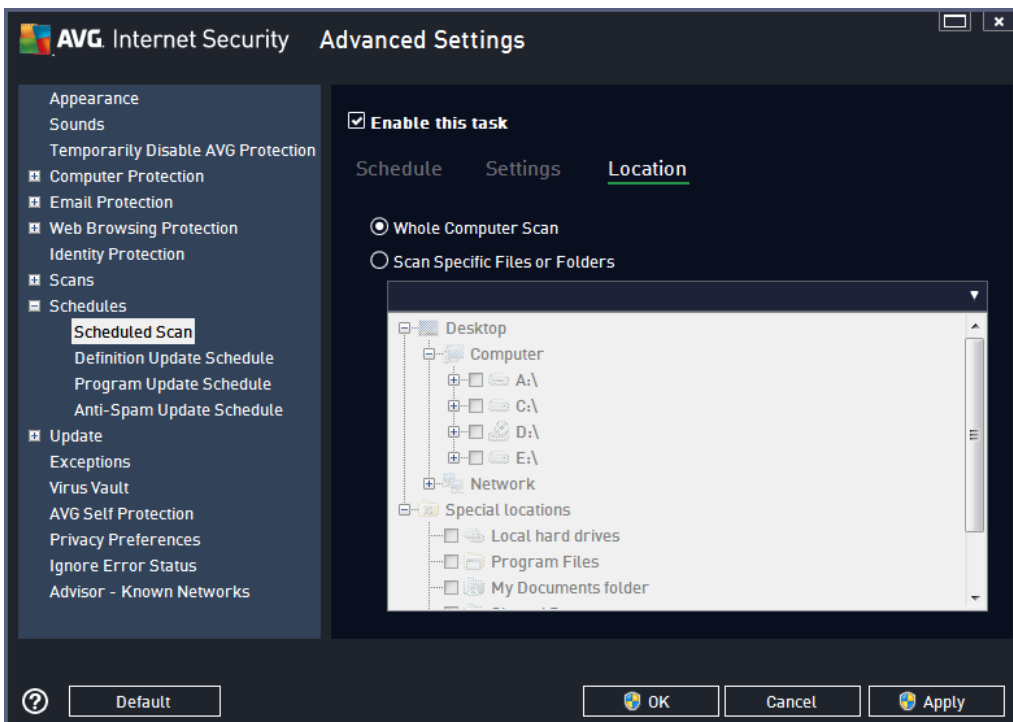 AVG. Internet Security Advanced Settings
Appearance
Sounds
Temporarily Disable AVG Protection
Computer Protection
Email Protection
Web Browsing Protection
Identity Protection
Scans
Schedules
Scheduled Scan
Definition Update Schedule
Program Update Schedule
Anti-Spam Update Schedule
Update
Exceptions
Virus Vault
AVG Self Protection
Privacy Preferences
Ignore Error Status
Advisor - Known Networks
Enable this task
Schedule Settings Location
Whole Computer Scan
Scan Specific Files or Folders
Desktop
Computer
A:\
C:\
D:\
E:\
Network
Special locations
Local hard drives
Program Files
My Documents folder
Default OK Cancel Apply